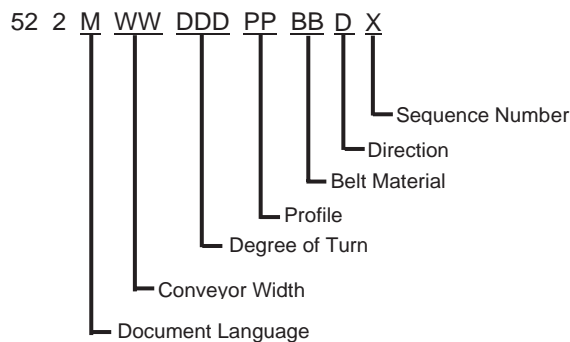 52 2 M WW DDD PP BB D X
Sequence Number
Direction
Belt Material
Profile
Degree of Turn
Conveyor Width
Document Language